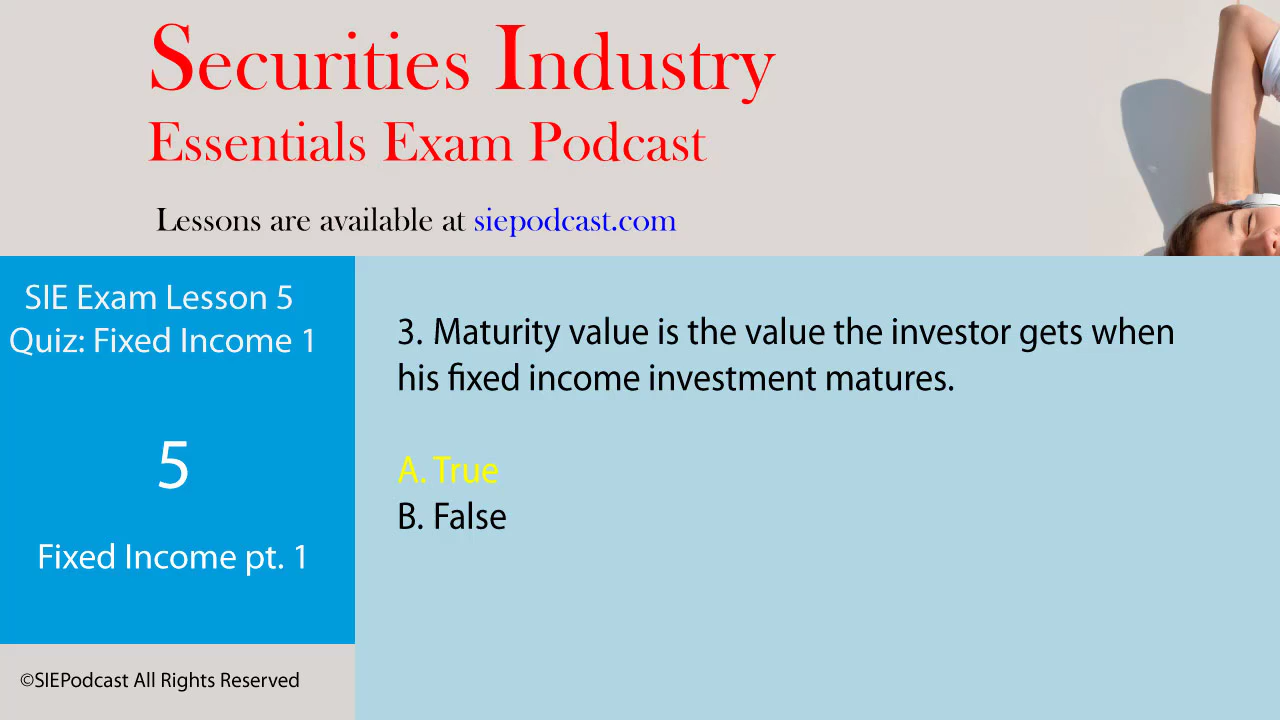 Securities Industry
Essentials Exam Podcast
Lessons are available at siepodcast.com
SIE Exam Lesson 5
Quiz: Fixed Income 1
5
Fixed Income pt. 1
©SIEPodcast All Rights Reserved
3. Maturity value is the value the investor gets when
his fixed income investment matures.
A. True
B. False